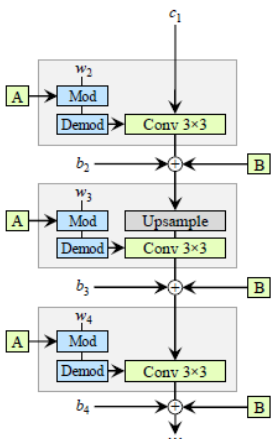 c₁
w₂
A Mod
Demod Conv 3×3
b₂ + B
w₃
A Mod Upsample
Demod Conv 3×3
b₃ + B
w₄
A Mod
Demod Conv 3×3
b₄ + B